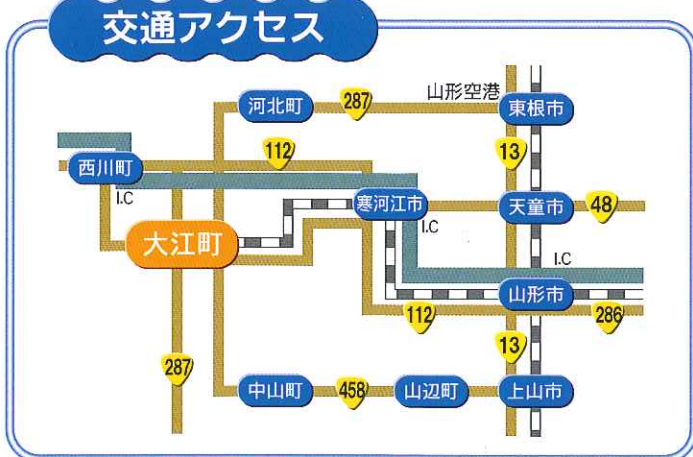 交通アクセス
河北町
287
山形空港
東根市
112
13
西川町
I.C
寒河江市
天童市
48
大江町
I.C
I.C
山形市
112
286
287
13
中山町
458
山辺町
上山市